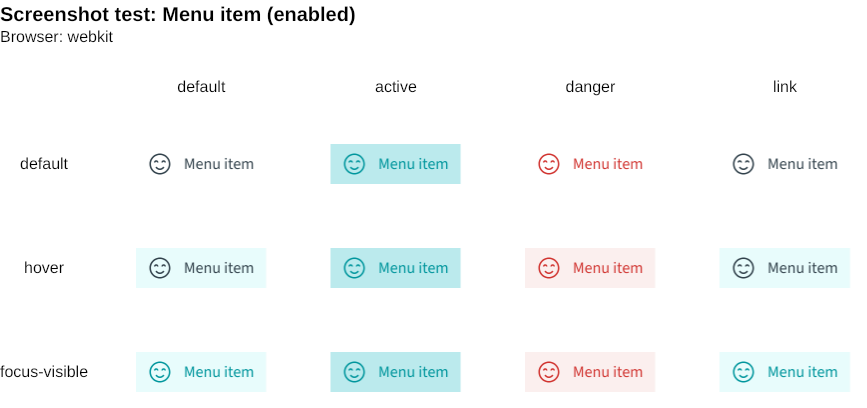 Screenshot test: Menu item (enabled)
Browser: webkit
default active danger link
default Menu item Menu item Menu item Menu item
hover Menu item Menu item Menu item Menu item
focus-visible Menu item Menu item Menu item Menu item